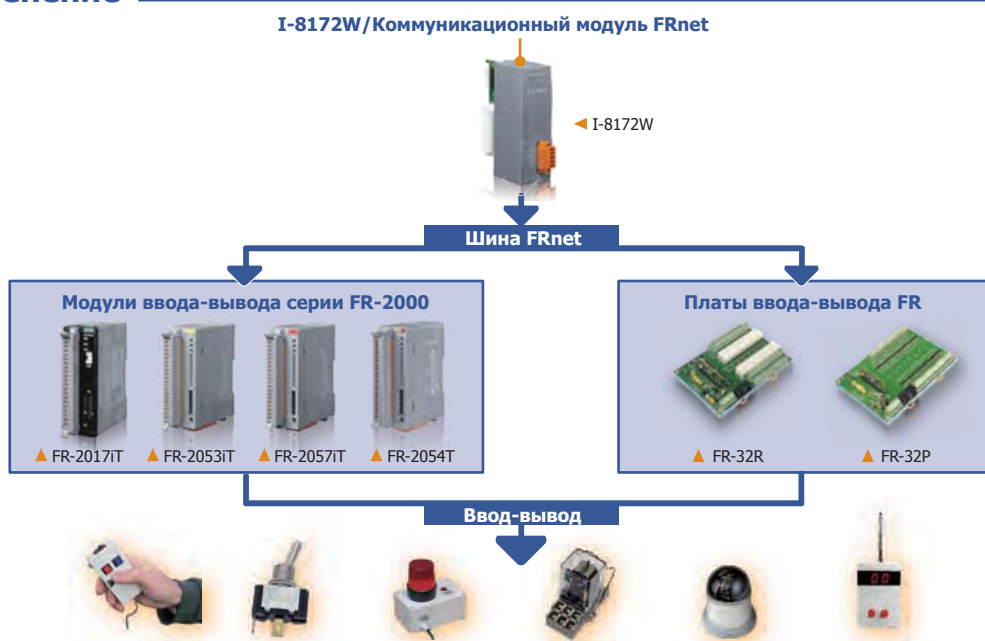 I-8172W/Коммуникационный модуль FRnet
I-8172W
Шина FRnet
Модули ввода-вывода серии FR-2000
Платы ввода-вывода FR
FR-2017iT
FR-2053iT
FR-2057iT
FR-2054T
FR-32R
FR-32P
Ввод-вывод
00